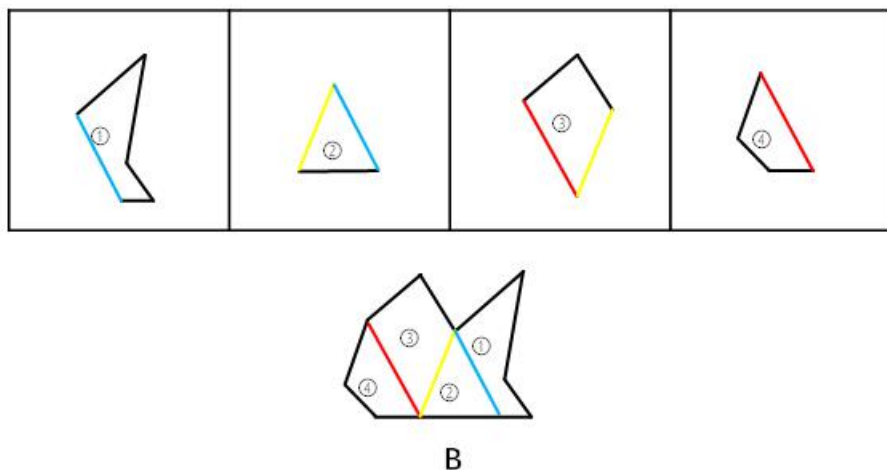 ① ② ③ ④
③ ① ④ ②
B